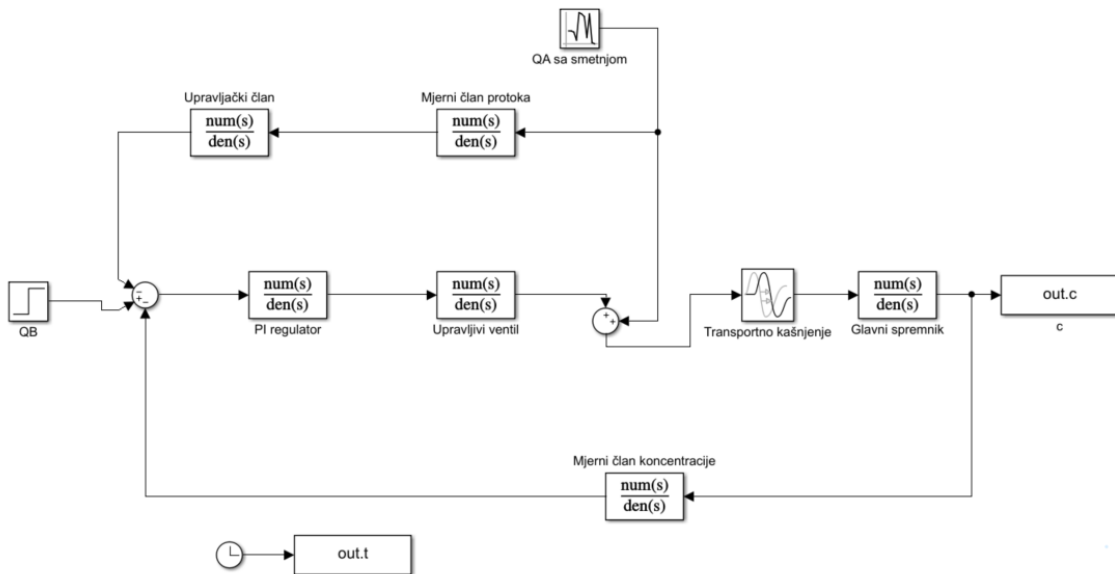 QA sa smetnjom
Upravljački član
num(s)
den(s)
Mjerni član protoka
num(s)
den(s)
QB
num(s)
den(s)
PI regulator
num(s)
den(s)
Upravljivi ventil
Transportno kašnjenje
num(s)
den(s)
Glavni spremnik
out.c
c
Mjerni član koncentracije
num(s)
den(s)
out.t